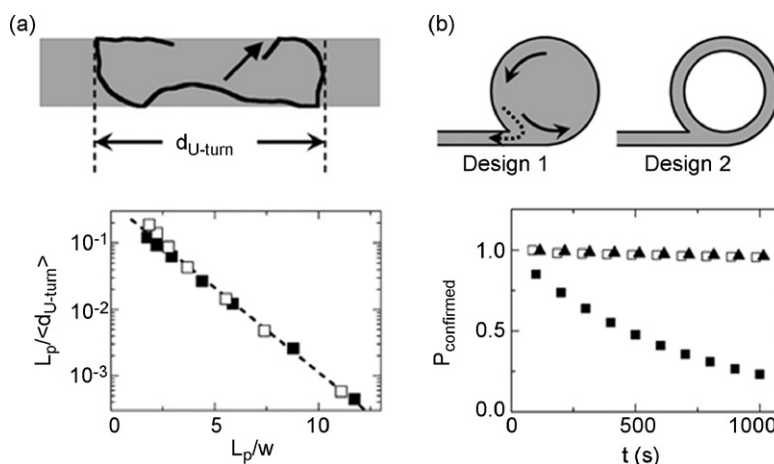 (a)
d_U-turn
L_p/<d_U-turn>
10^-1
10^-2
10^-3
0 5 10
L_p/w
(b)
Design 1 Design 2
P_confirmed
1.0
0.5
0.0
0 500 1000
t (s)